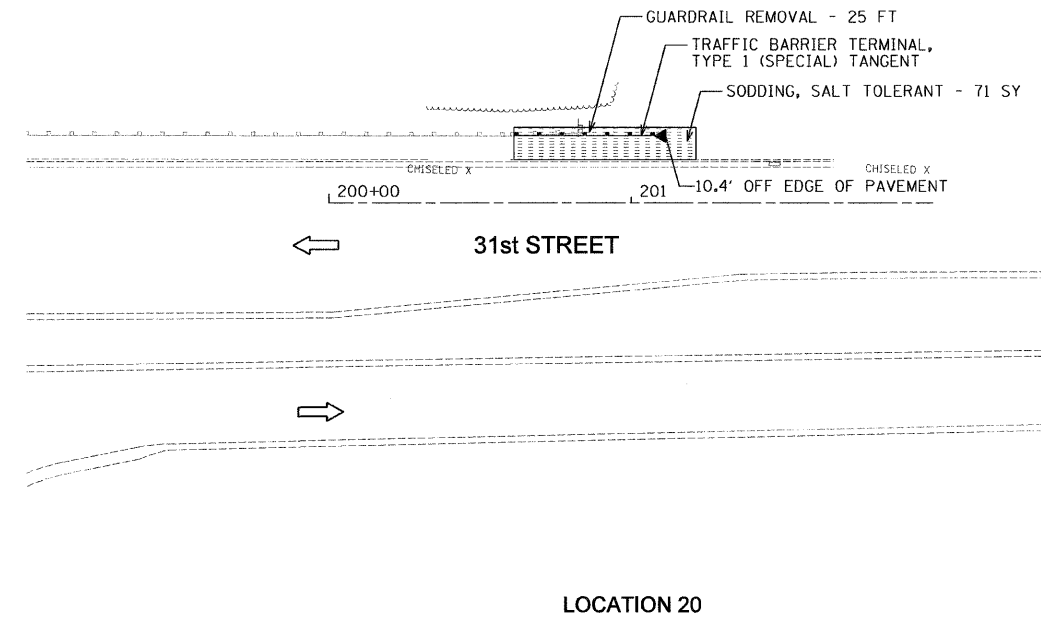 GUARDRAIL REMOVAL - 25 FT
TRAFFIC BARRIER TERMINAL,
TYPE 1 (SPECIAL) TANGENT
SODDING, SALT TOLERANT - 71 SY
CHISELED X
CHISELED X
10.4' OFF EDGE OF PAVEMENT
200+00
201
31st STREET
LOCATION 20